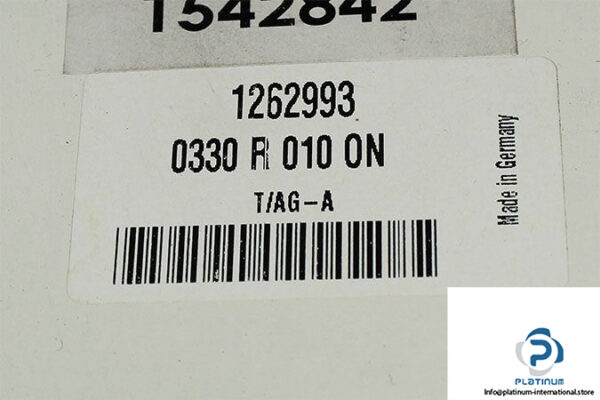 1542842
1262993
0330 R 010 ON
T/AG-A
Made in Germany
PLATINUM
Info@platinum-international.store